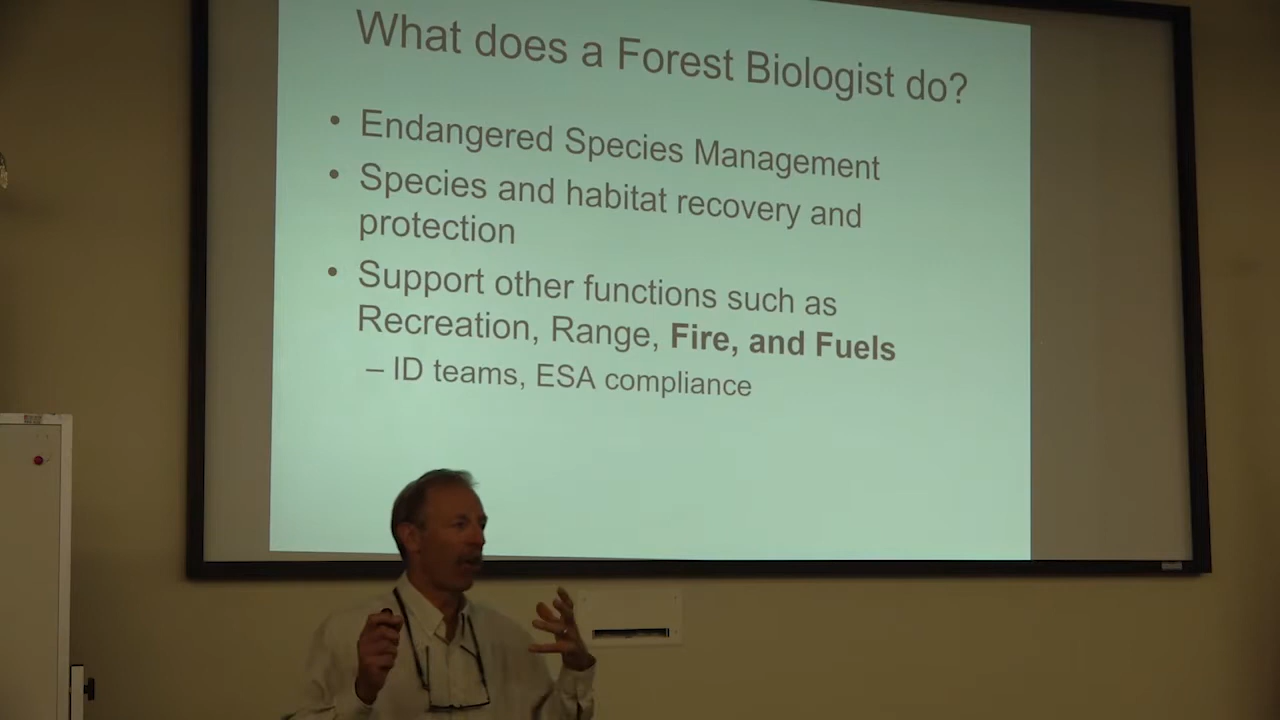 What does a Forest Biologist do?
• Endangered Species Management
• Species and habitat recovery and
protection
• Support other functions such as
Recreation, Range, Fire, and Fuels
– ID teams, ESA compliance